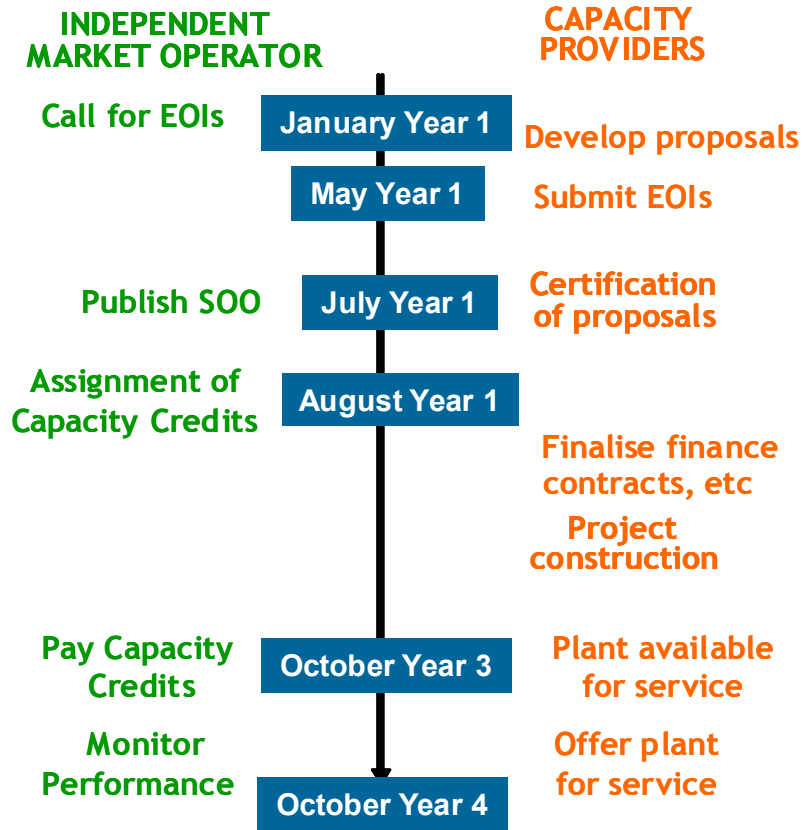 INDEPENDENT
MARKET OPERATOR
CAPACITY
PROVIDERS
Call for EOIs
January Year 1
Develop proposals
May Year 1
Submit EOIs
Publish SOO
July Year 1
Certification
of proposals
Assignment of
Capacity Credits
August Year 1
Finalise finance
contracts, etc
Project
construction
Pay Capacity
Credits
October Year 3
Plant available
for service
Monitor
Performance
Offer plant
for service
October Year 4